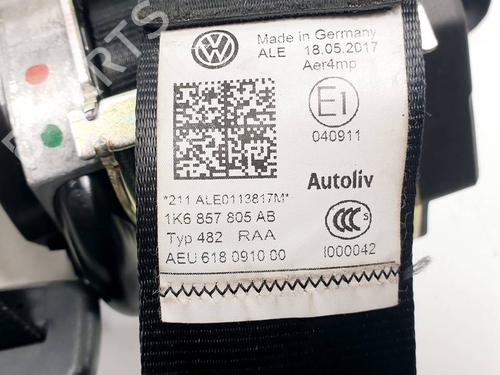 Made in Germany
ALE 18.05.2017
Aer4mp
E1
040911
*211 ALE0113817M*
Autoliv
1K6 857 805 AB
Typ 482 RAA
S
AEU 618 0910 00 I000042